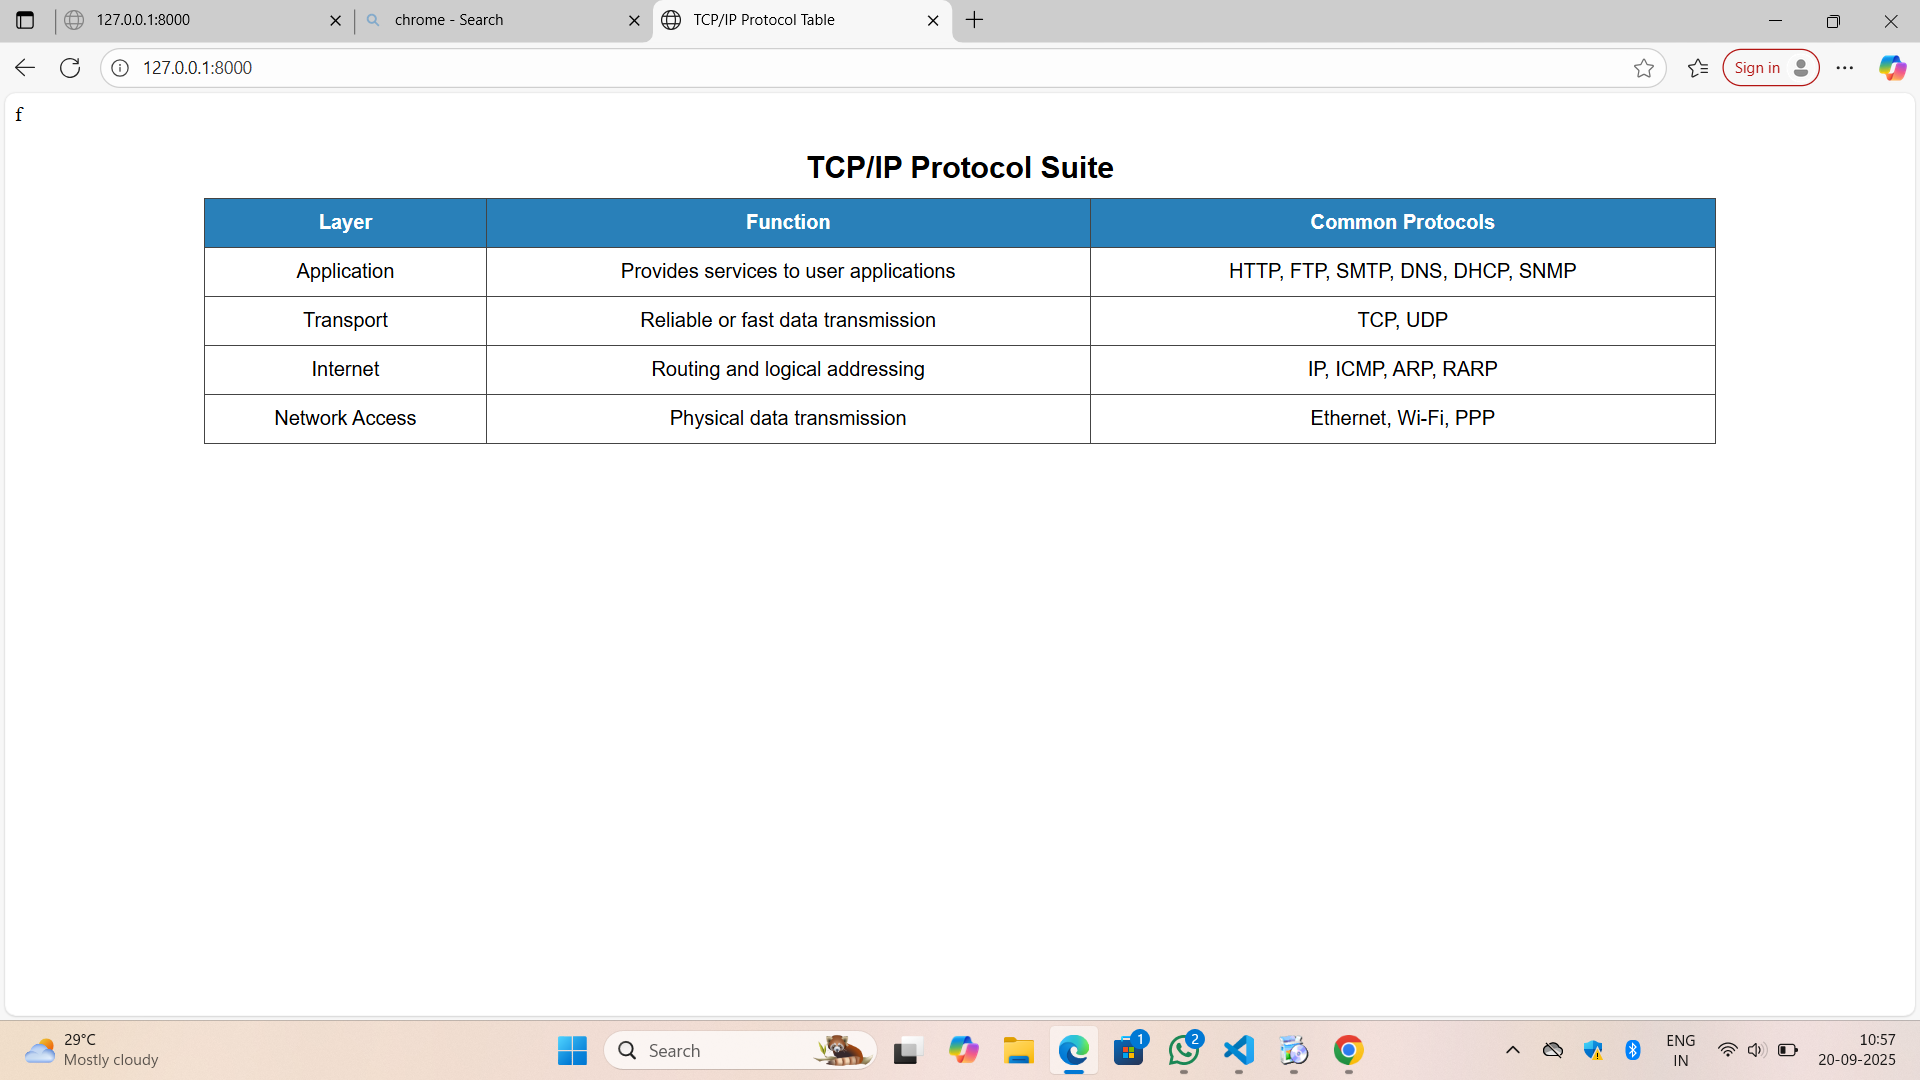 127.0.0.1:8000
chrome - Search
TCP/IP Protocol Table
127.0.0.1:8000
Sign in
f
TCP/IP Protocol Suite
Layer Function Common Protocols
Application Provides services to user applications HTTP, FTP, SMTP, DNS, DHCP, SNMP
Transport Reliable or fast data transmission TCP, UDP
Internet Routing and logical addressing IP, ICMP, ARP, RARP
Network Access Physical data transmission Ethernet, Wi-Fi, PPP
29°C
Mostly cloudy
Search
1
2
ENG
IN
10:57
20-09-2025